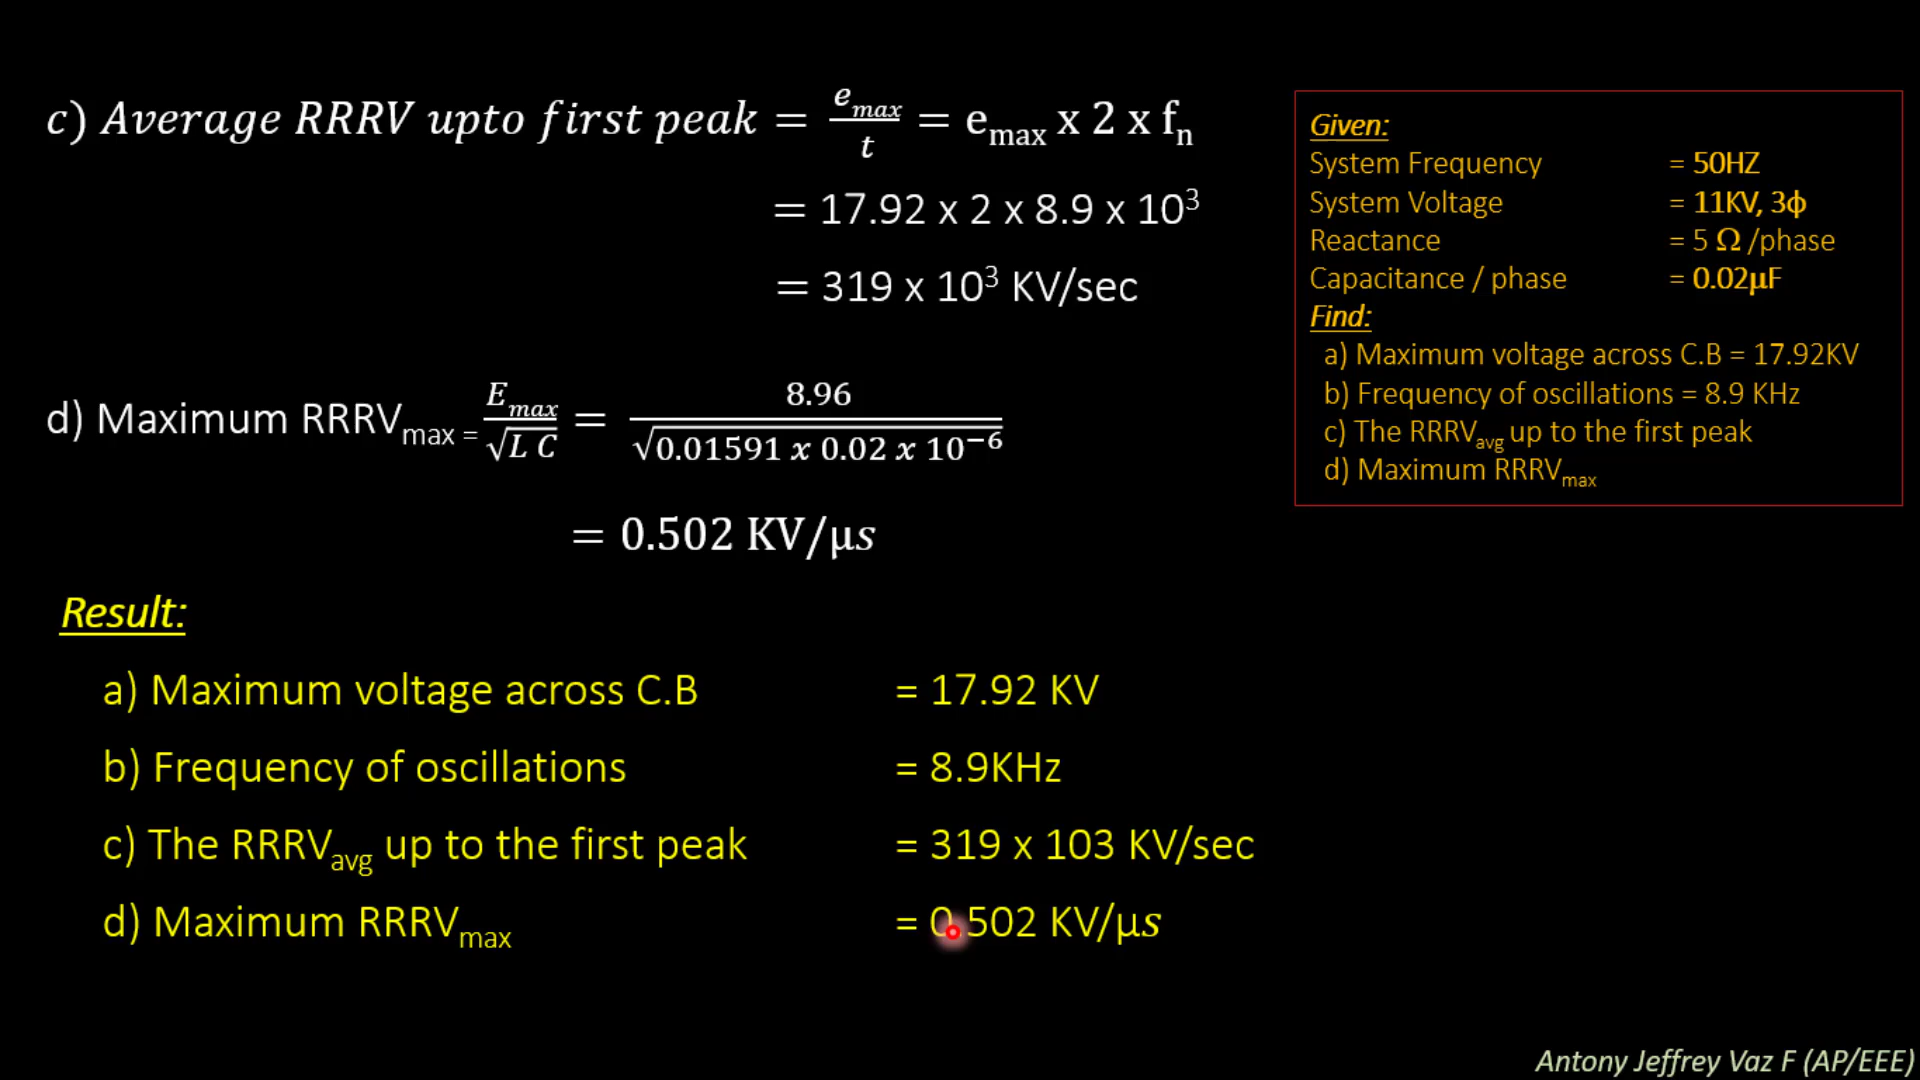 c) Average RRRV upto first peak = e_max/t = e_max x 2 x f_n
= 17.92 x 2 x 8.9 x 10³
= 319 x 10³ KV/sec
d) Maximum RRRV_max = E_max/√L C = 8.96/√0.01591 x 0.02 x 10⁻⁶
= 0.502 KV/μs
Result:
a) Maximum voltage across C.B = 17.92 KV
b) Frequency of oscillations = 8.9KHz
c) The RRRV_avg up to the first peak = 319 x 103 KV/sec
d) Maximum RRRV_max = 0.502 KV/μs
Given:
System Frequency = 50HZ
System Voltage = 11KV, 3ϕ
Reactance = 5 Ω /phase
Capacitance / phase = 0.02μF
Find:
a) Maximum voltage across C.B = 17.92KV
b) Frequency of oscillations = 8.9 KHz
c) The RRRV_avg up to the first peak
d) Maximum RRRV_max
Antony Jeffrey Vaz F (AP/EEE)